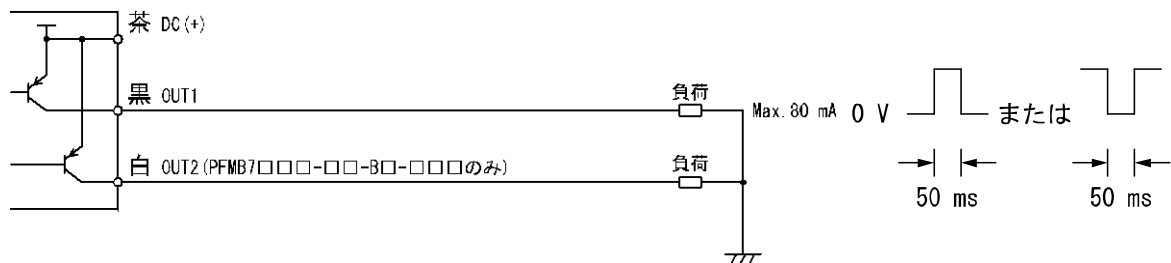 茶 DC(+)
黒 OUT1
負荷
Max.80 mA 0 V
または
50 ms
50 ms
白 OUT2(PFMB7□□□-□□-B□-□□□のみ)
負荷